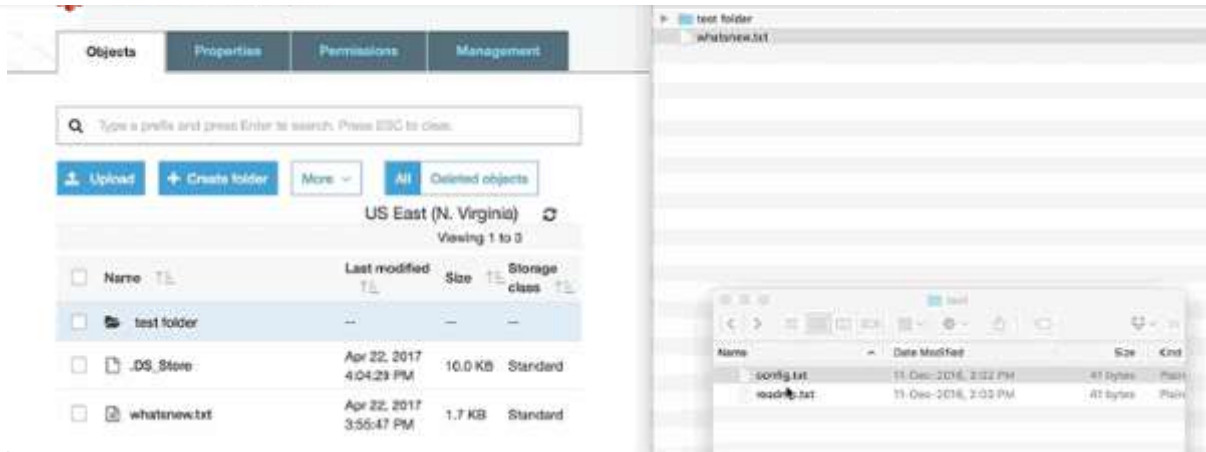 Objects Properties Permissions Management
Type a prefix and press Enter to search. Press ESC to clear.
Upload + Create folder More All Deleted objects
US East (N. Virginia)
Viewing 1 to 3
Name Last modified Size Storage class
test folder -- -- --
.DS_Store Apr 22, 2017 4:04:29 PM 10.0 KB Standard
whatsnew.txt Apr 22, 2017 3:55:47 PM 1.7 KB Standard
test folder
whatsnew.txt
test
Name Date Modified Size Kind
config.txt 11-Dec-2016, 2:02 PM 41 bytes
11-Dec-2016, 2:03 PM 41 bytes